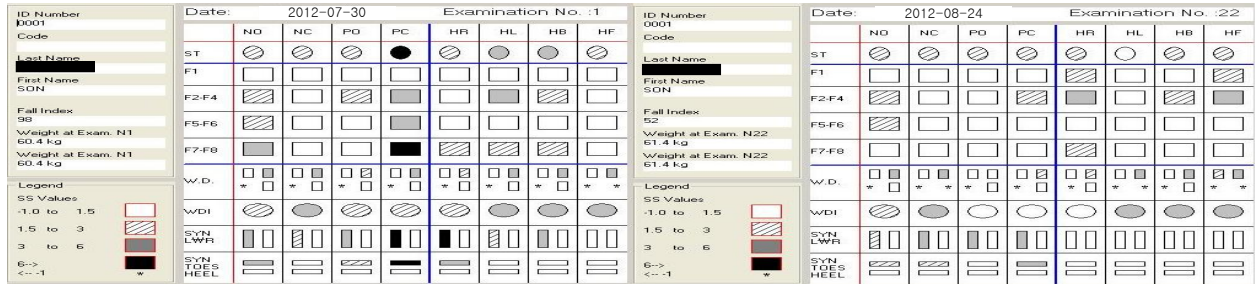 ID Number
0001
Code
Last Name
First Name
SON
Fall Index
98
Weight at Exam. N1
60.4 kg
Weight at Exam. N1
60.4 kg
Legend
SS Values
-1.0 to 1.5
1.5 to 3
3 to 6
6-->
<-- -1 *
Date: 2012-07-30 Examination No. :1
NO NC PO PC HR HL HB HF
ST
F1
F2-F4
F5-F6
F7-F8
W.D.
* * * * * * * *
WDI
SYN
L₩R
SYN
TOES
HEEL
ID Number
0001
Code
Last Name
First Name
SON
Fall Index
52
Weight at Exam. N22
61.4 kg
Weight at Exam. N22
61.4 kg
Legend
SS Values
-1.0 to 1.5
1.5 to 3
3 to 6
6-->
<-- -1 *
Date: 2012-08-24 Examination No. :22
NO NC PO PC HR HL HB HF
ST
F1
F2-F4
F5-F6
F7-F8
W.D.
* * * * * * * * *
WDI
SYN
L₩R
SYN
TOES
HEEL